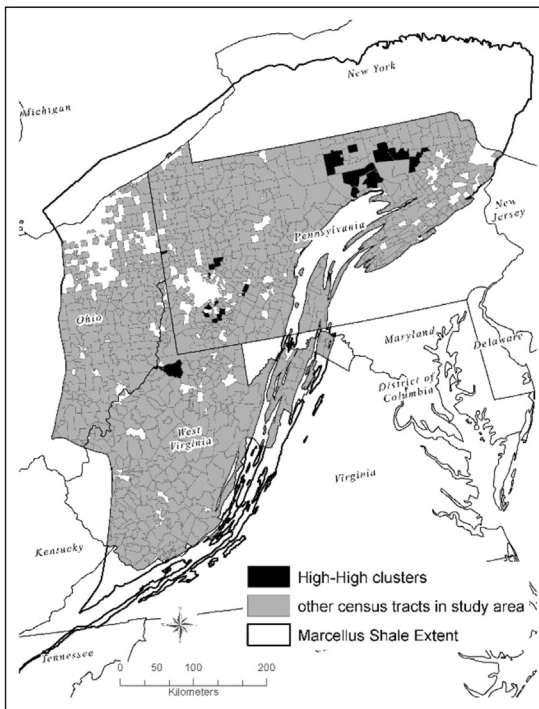 New York
Michigan
New
Jersey
Pennsylvania
Ohio
Maryland
Delaware
District of
Columbia
West
Virginia
Virginia
Kentucky
High-High clusters
other census tracts in study area
Marcellus Shale Extent
Tennessee
0 50 100 200
Kilometers